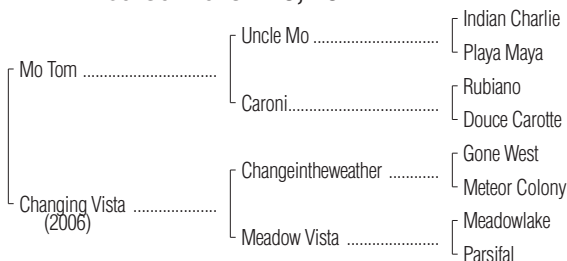 Indian Charlie
Uncle Mo ........................................
Playa Maya
Mo Tom ...........................................
Rubiano
Caroni................................................
Douce Carotte
Gone West
Changeintheweather ...............
Meteor Colony
Changing Vista ..........................
(2006)
Meadowlake
Meadow Vista .............................
Parsifal